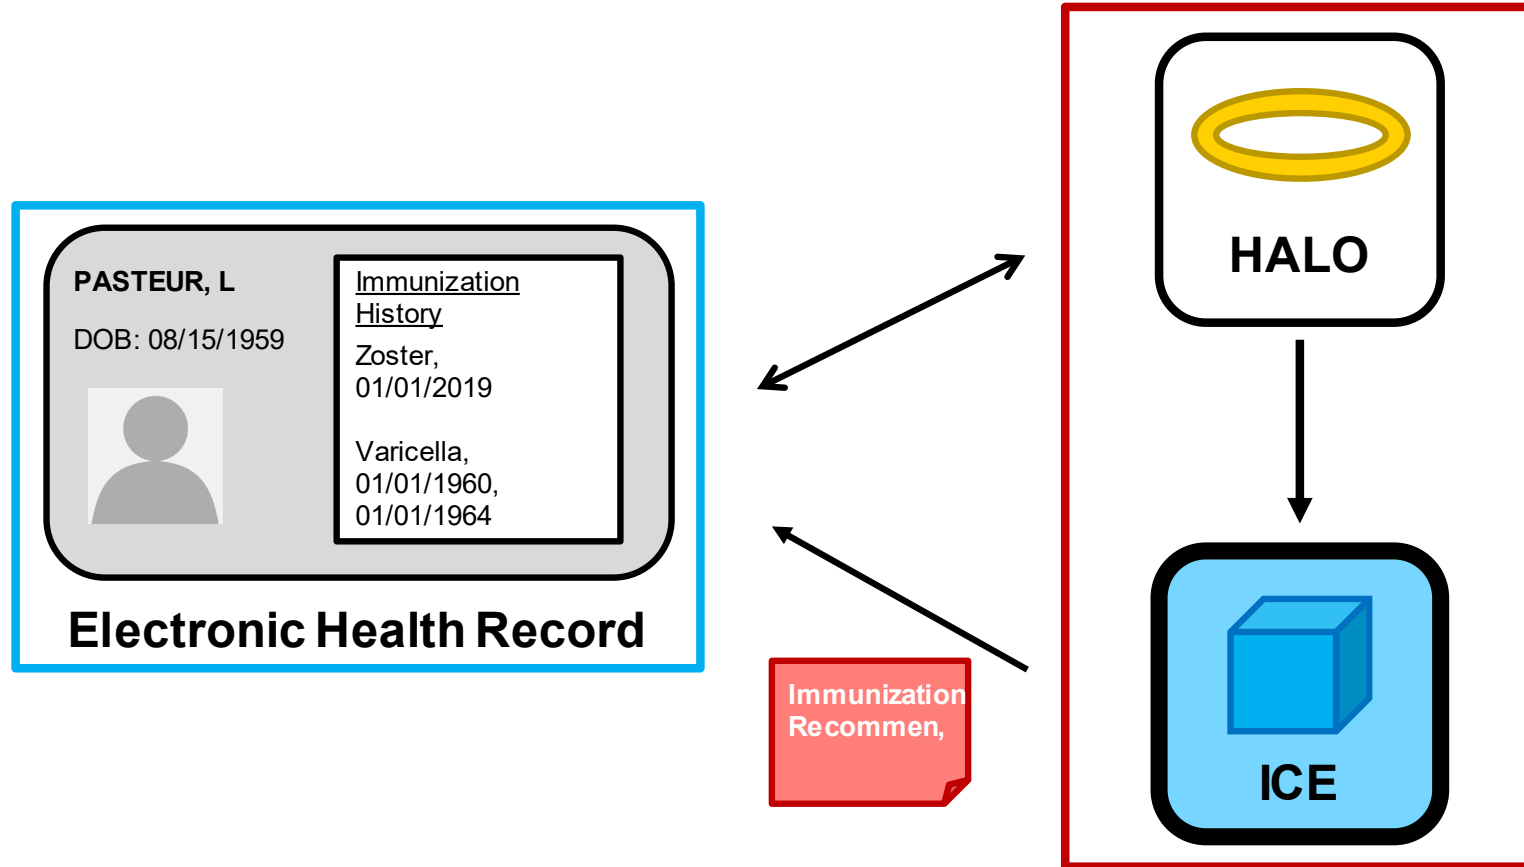 PASTEUR, L
DOB: 08/15/1959
Immunization
History
Zoster,
01/01/2019
Varicella,
01/01/1960,
01/01/1964
Electronic Health Record
Immunization
Recommen,
HALO
ICE